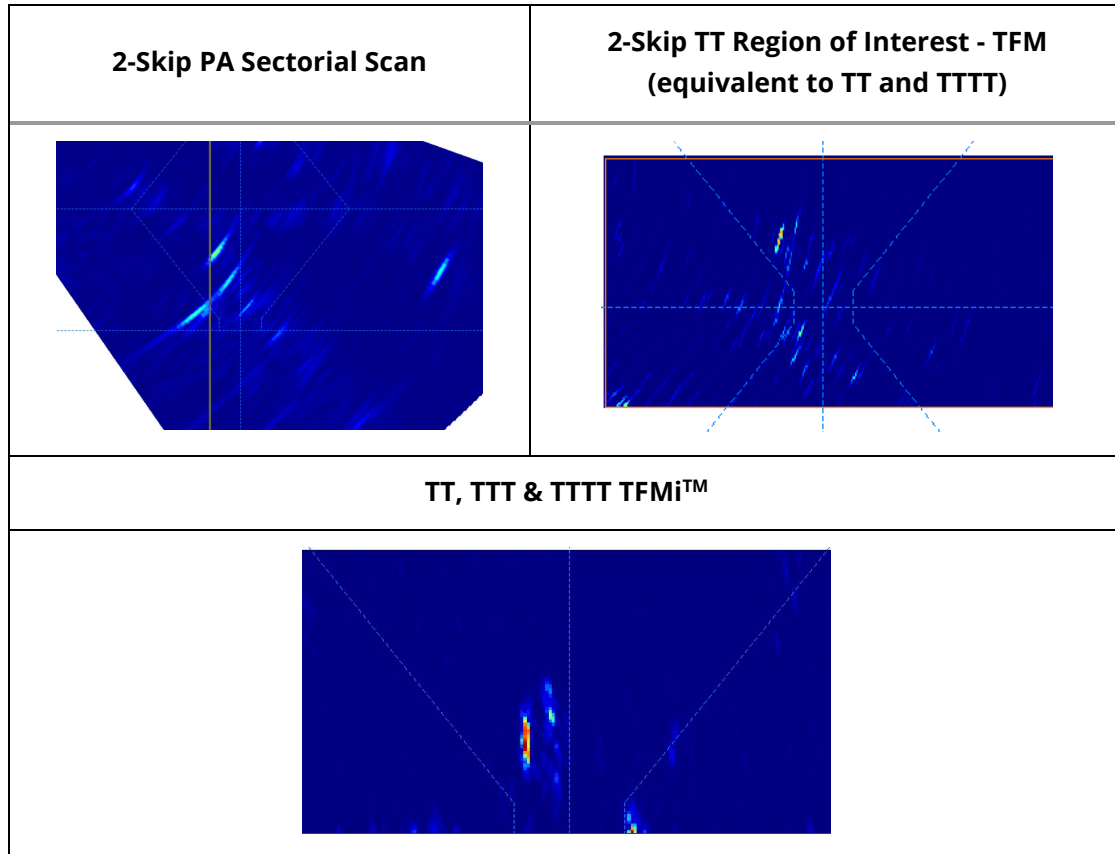 2-Skip PA Sectorial Scan
2-Skip TT Region of Interest - TFM
(equivalent to TT and TTTT)
TT, TTT & TTTT TFMi™